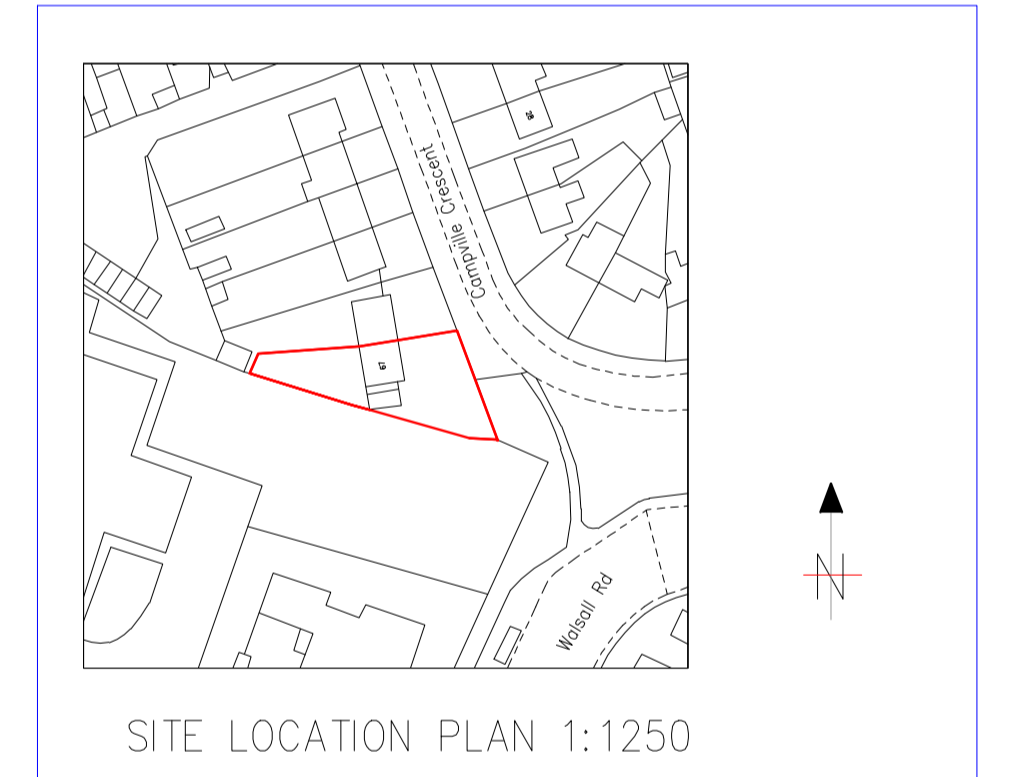 28
Campville Crescent
67
Walsall Rd
N
SITE LOCATION PLAN 1:1250